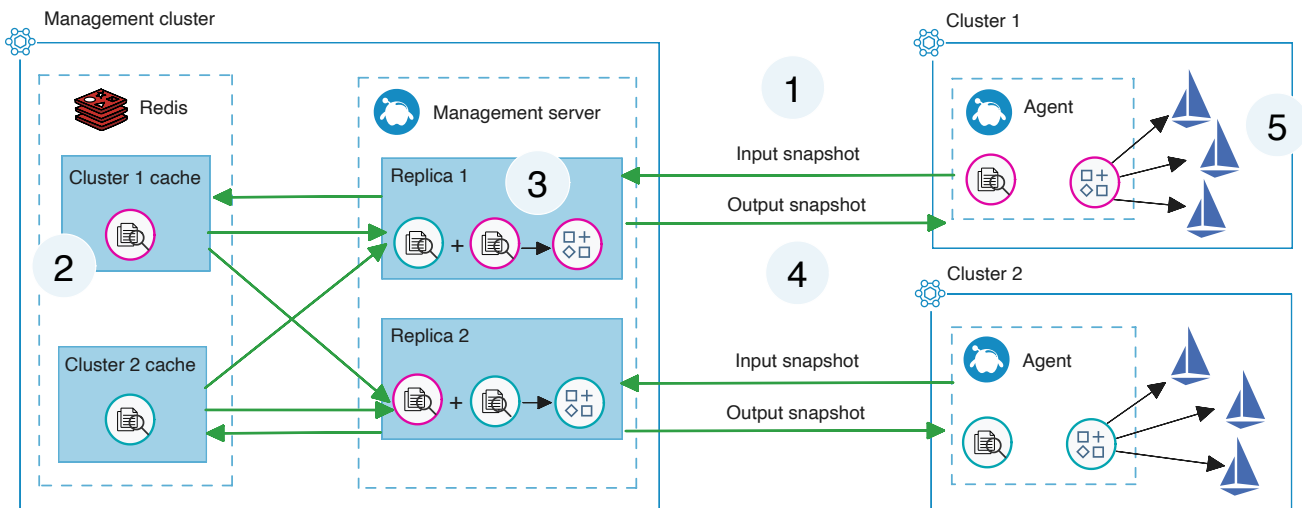 Management cluster
Redis
Management server
Cluster 1 cache
Replica 1
3
+
2
Cluster 2 cache
Replica 2
+
1
Input snapshot
Output snapshot
4
Input snapshot
Output snapshot
Cluster 1
Agent
5
Cluster 2
Agent